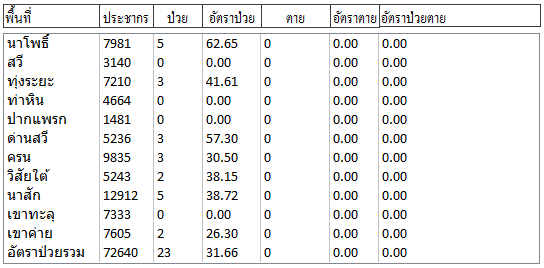 พื้นที่ ประชากร ป่วย อัตราป่วย ตาย อัตราตาย อัตราป่วยตาย
นาโพธิ์ 7981 5 62.65 0 0.00 0.00
สวี 3140 0 0.00 0 0.00 0.00
ทุ่งระยะ 7210 3 41.61 0 0.00 0.00
ท่าหิน 4664 0 0.00 0 0.00 0.00
ปากแพรก 1481 0 0.00 0 0.00 0.00
ด่านสวี 5236 3 57.30 0 0.00 0.00
ครน 9835 3 30.50 0 0.00 0.00
วิสัยใต้ 5243 2 38.15 0 0.00 0.00
นาสัก 12912 5 38.72 0 0.00 0.00
เขาทะลุ 7333 0 0.00 0 0.00 0.00
เขาค่าย 7605 2 26.30 0 0.00 0.00
อัตราป่วยรวม 72640 23 31.66 0 0.00 0.00